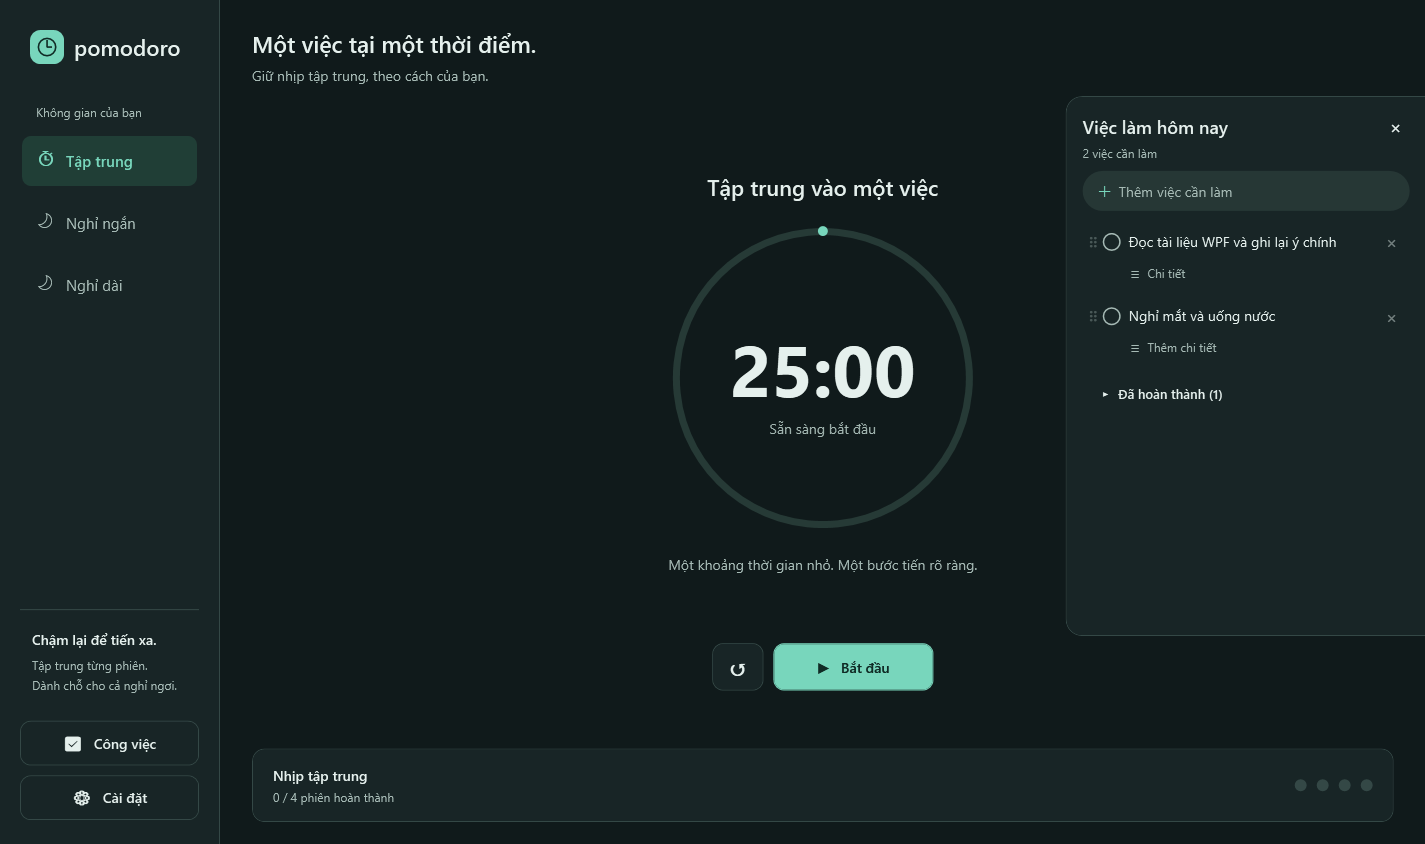 pomodoro
Không gian của bạn
Tập trung
Nghỉ ngắn
Nghỉ dài
Chậm lại để tiến xa.
Tập trung từng phiên.
Dành chỗ cho cả nghỉ ngơi.
Công việc
Cài đặt
Một việc tại một thời điểm.
Giữ nhịp tập trung, theo cách của bạn.
Tập trung vào một việc
25:00
Sẵn sàng bắt đầu
Một khoảng thời gian nhỏ. Một bước tiến rõ ràng.
Bắt đầu
Nhịp tập trung
0 / 4 phiên hoàn thành
Việc làm hôm nay
2 việc cần làm
Thêm việc cần làm
Đọc tài liệu WPF và ghi lại ý chính
Chi tiết
Nghỉ mắt và uống nước
Thêm chi tiết
Đã hoàn thành (1)